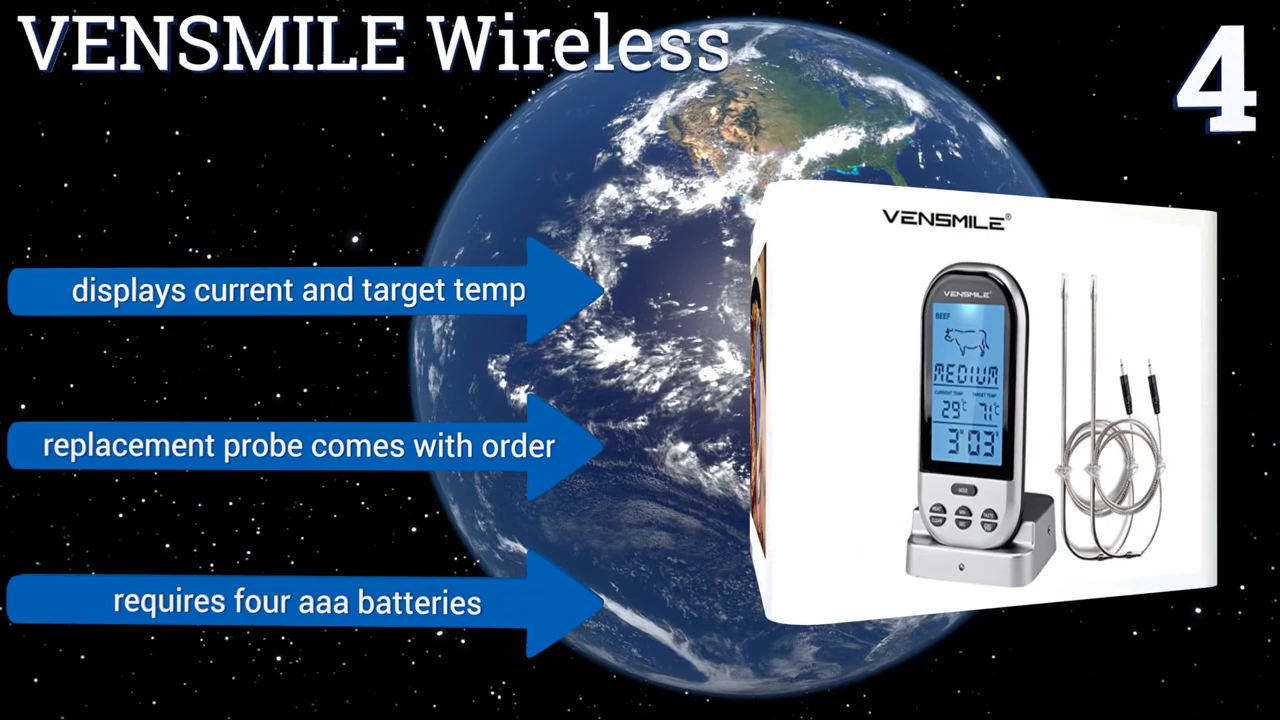 VENSMILE Wireless
4
displays current and target temp
replacement probe comes with order
requires four aaa batteries
VENSMILE®
VENSMILE
BEEF
MEDIUM
CURRENT TEMP TARGET TEMP
29°C 71°C
3 03
MODE